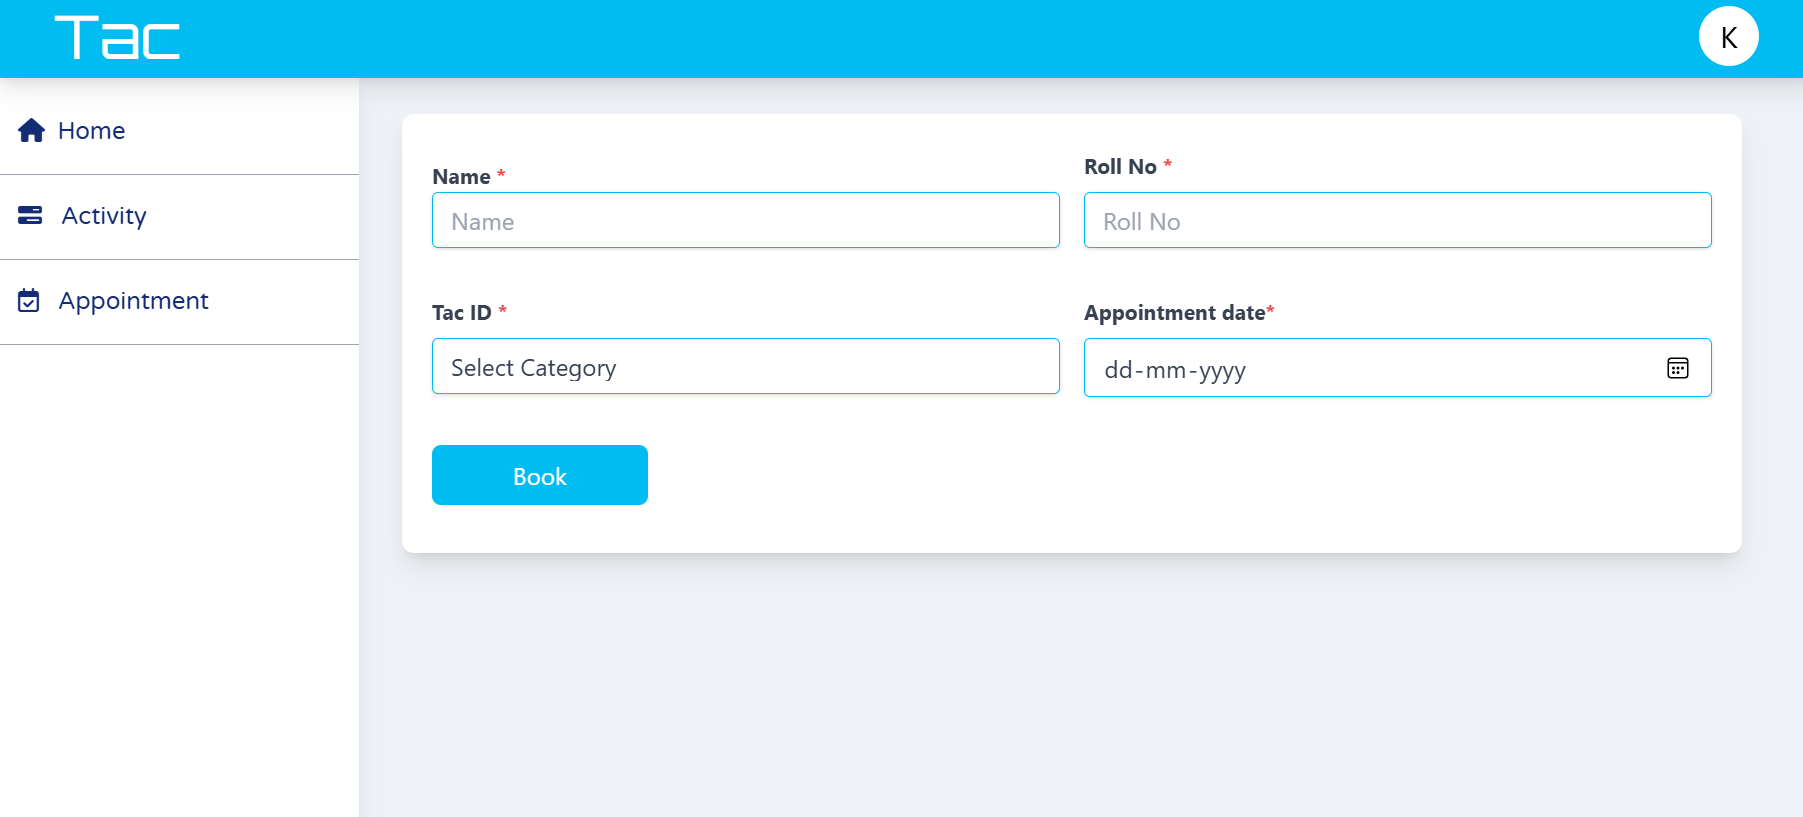 Tac
K
Home
Activity
Appointment
Name *
Name
Roll No *
Roll No
Tac ID *
Select Category
Appointment date*
dd-mm-yyyy
Book